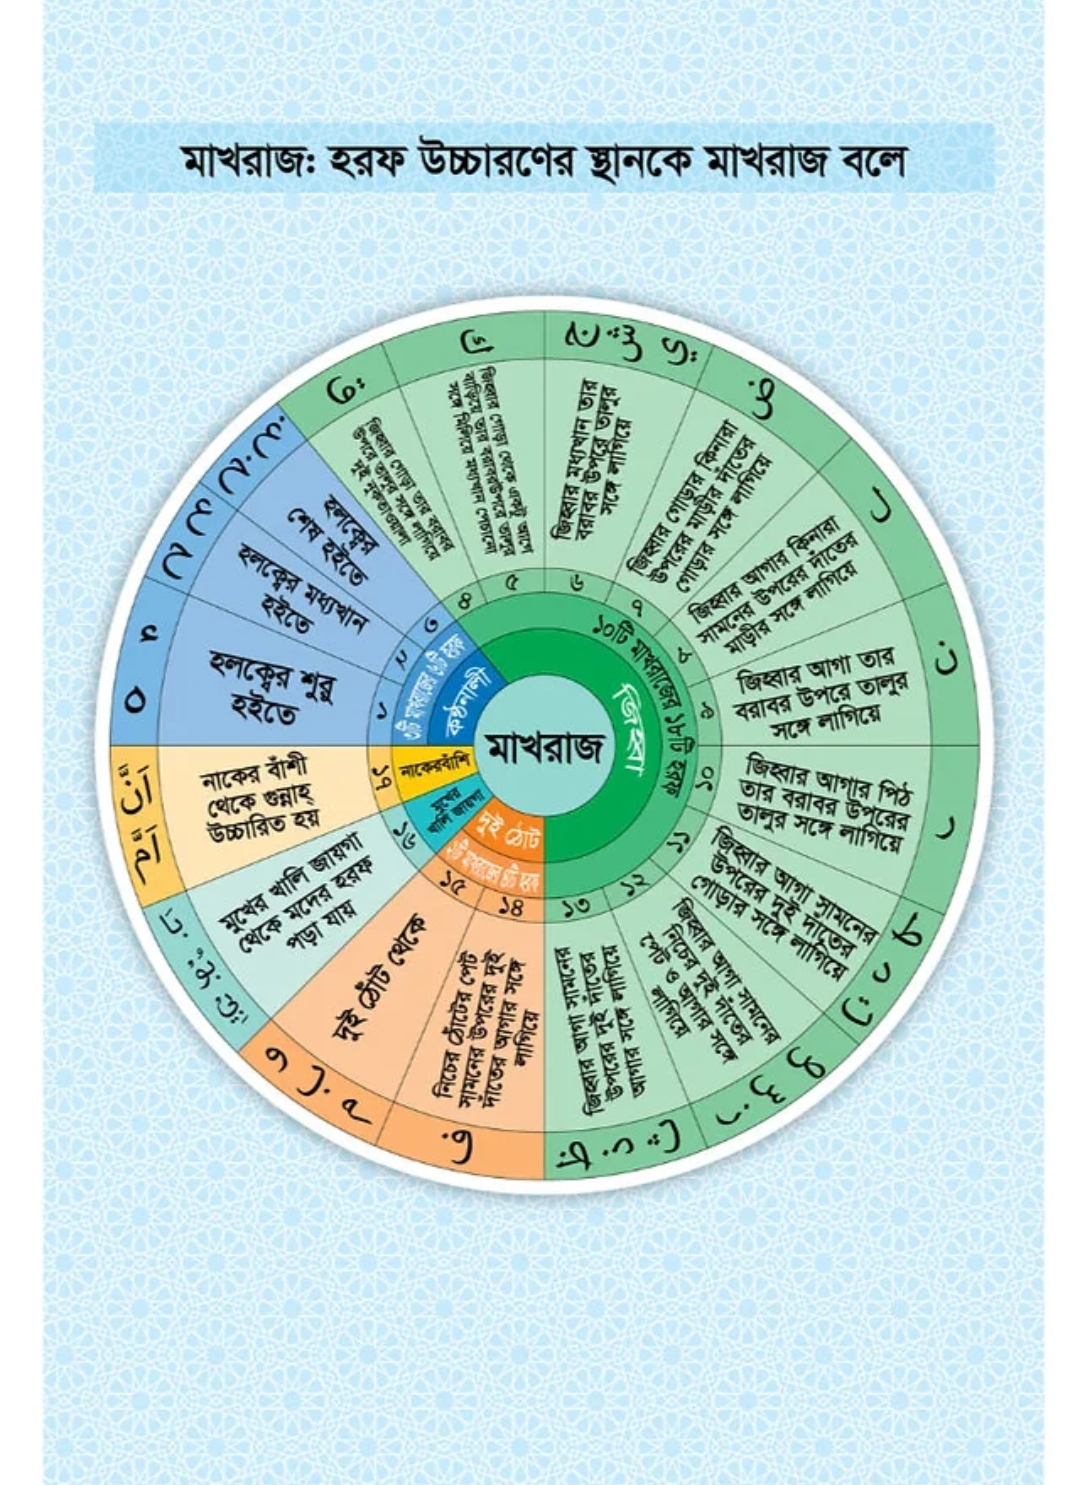 মাখরাজ: হরফ উচ্চারণের স্থানকে মাখরাজ বলে
মাখরাজ
কণ্ঠনালী
৩টি মাখরাজের ৬টি হরফ
১
হলক্বের শুরু
হইতে
ء ه
২
হলক্বের মধ্যখান
হইতে
ع ح
৩
হলক্বের
শেষ হইতে
غ خ
জিহ্বা
১০টি মাখরাজের ১৮টি হরফ
৪
জিহ্বার গোড়া তার বরাবর
উপরে তালুর সঙ্গে লাগিয়ে
দুই নুকতাওয়ালা
ق
৫
জিহ্বার গোড়া থেকে একটু আগে
বাড়িয়ে তার বরাবর উপরে তালুর
সঙ্গে মিলিয়ে মধ্যখান পেচানো
ك
৬
জিহ্বার মধ্যখান তার
বরাবর উপরে তালুর
সঙ্গে লাগিয়ে
ج ش ي
৭
জিহ্বার গোড়ার কিনারা
উপরের মাড়ীর দাঁতের
গোড়ার সঙ্গে লাগিয়ে
ض
৮
জিহ্বার আগার কিনারা
সামনের উপরের দাঁতের
মাড়ীর সঙ্গে লাগিয়ে
ل
৯
জিহ্বার আগা তার
বরাবর উপরে তালুর
সঙ্গে লাগিয়ে
ن
১০
জিহ্বার আগার পিঠ
তার বরাবর উপরের
তালুর সঙ্গে লাগিয়ে
ر
১১
জিহ্বার আগা সামনের
উপরের দুই দাঁতের
গোড়ার সঙ্গে লাগিয়ে
ط د ت
১২
জিহ্বার আগা সামনের
নিচের দুই দাঁতের
পেট ও আগার সঙ্গে
লাগিয়ে
ص س ز
১৩
জিহ্বার আগা সামনের
উপরের দুই দাঁতের
আগার সঙ্গে লাগিয়ে
ظ ذ ث
দুই ঠোট
২টি মাখরাজের ৪টি হরফ
১৪
নিচের ঠোঁটের পেট
সামনের উপরের দুই
দাঁতের আগার সঙ্গে
লাগিয়ে
ف
১৫
দুই ঠোঁট থেকে
و ب م
মুখের
খালি জায়গা
১৬
মুখের খালি জায়গা
থেকে মদের হরফ
পড়া যায়
নাকেরবাঁশি
১৭
নাকের বাঁশী
থেকে গুন্নাহ্
উচ্চারিত হয়